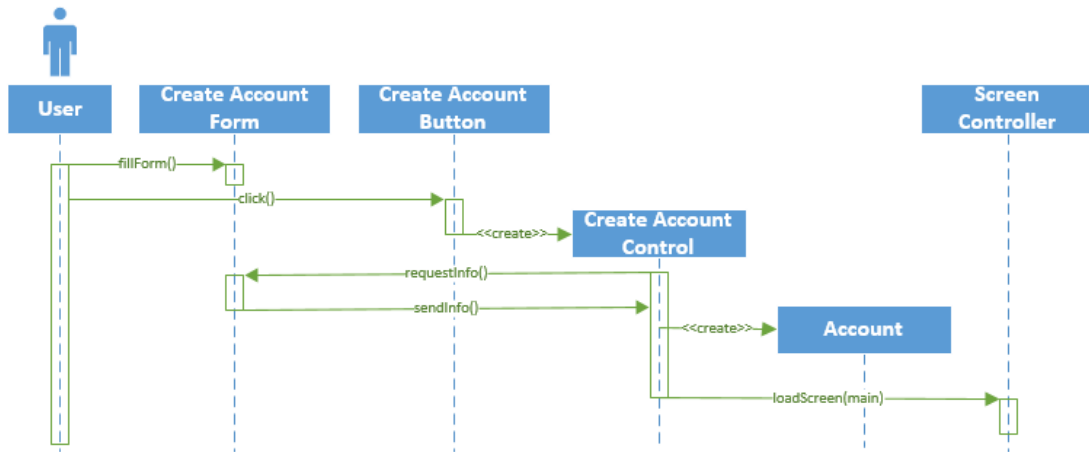 User
Create Account
Form
Create Account
Button
Screen
Controller
fillForm()
click()
<<create>>
Create Account
Control
requestInfo()
sendInfo()
<<create>>
Account
loadScreen(main)